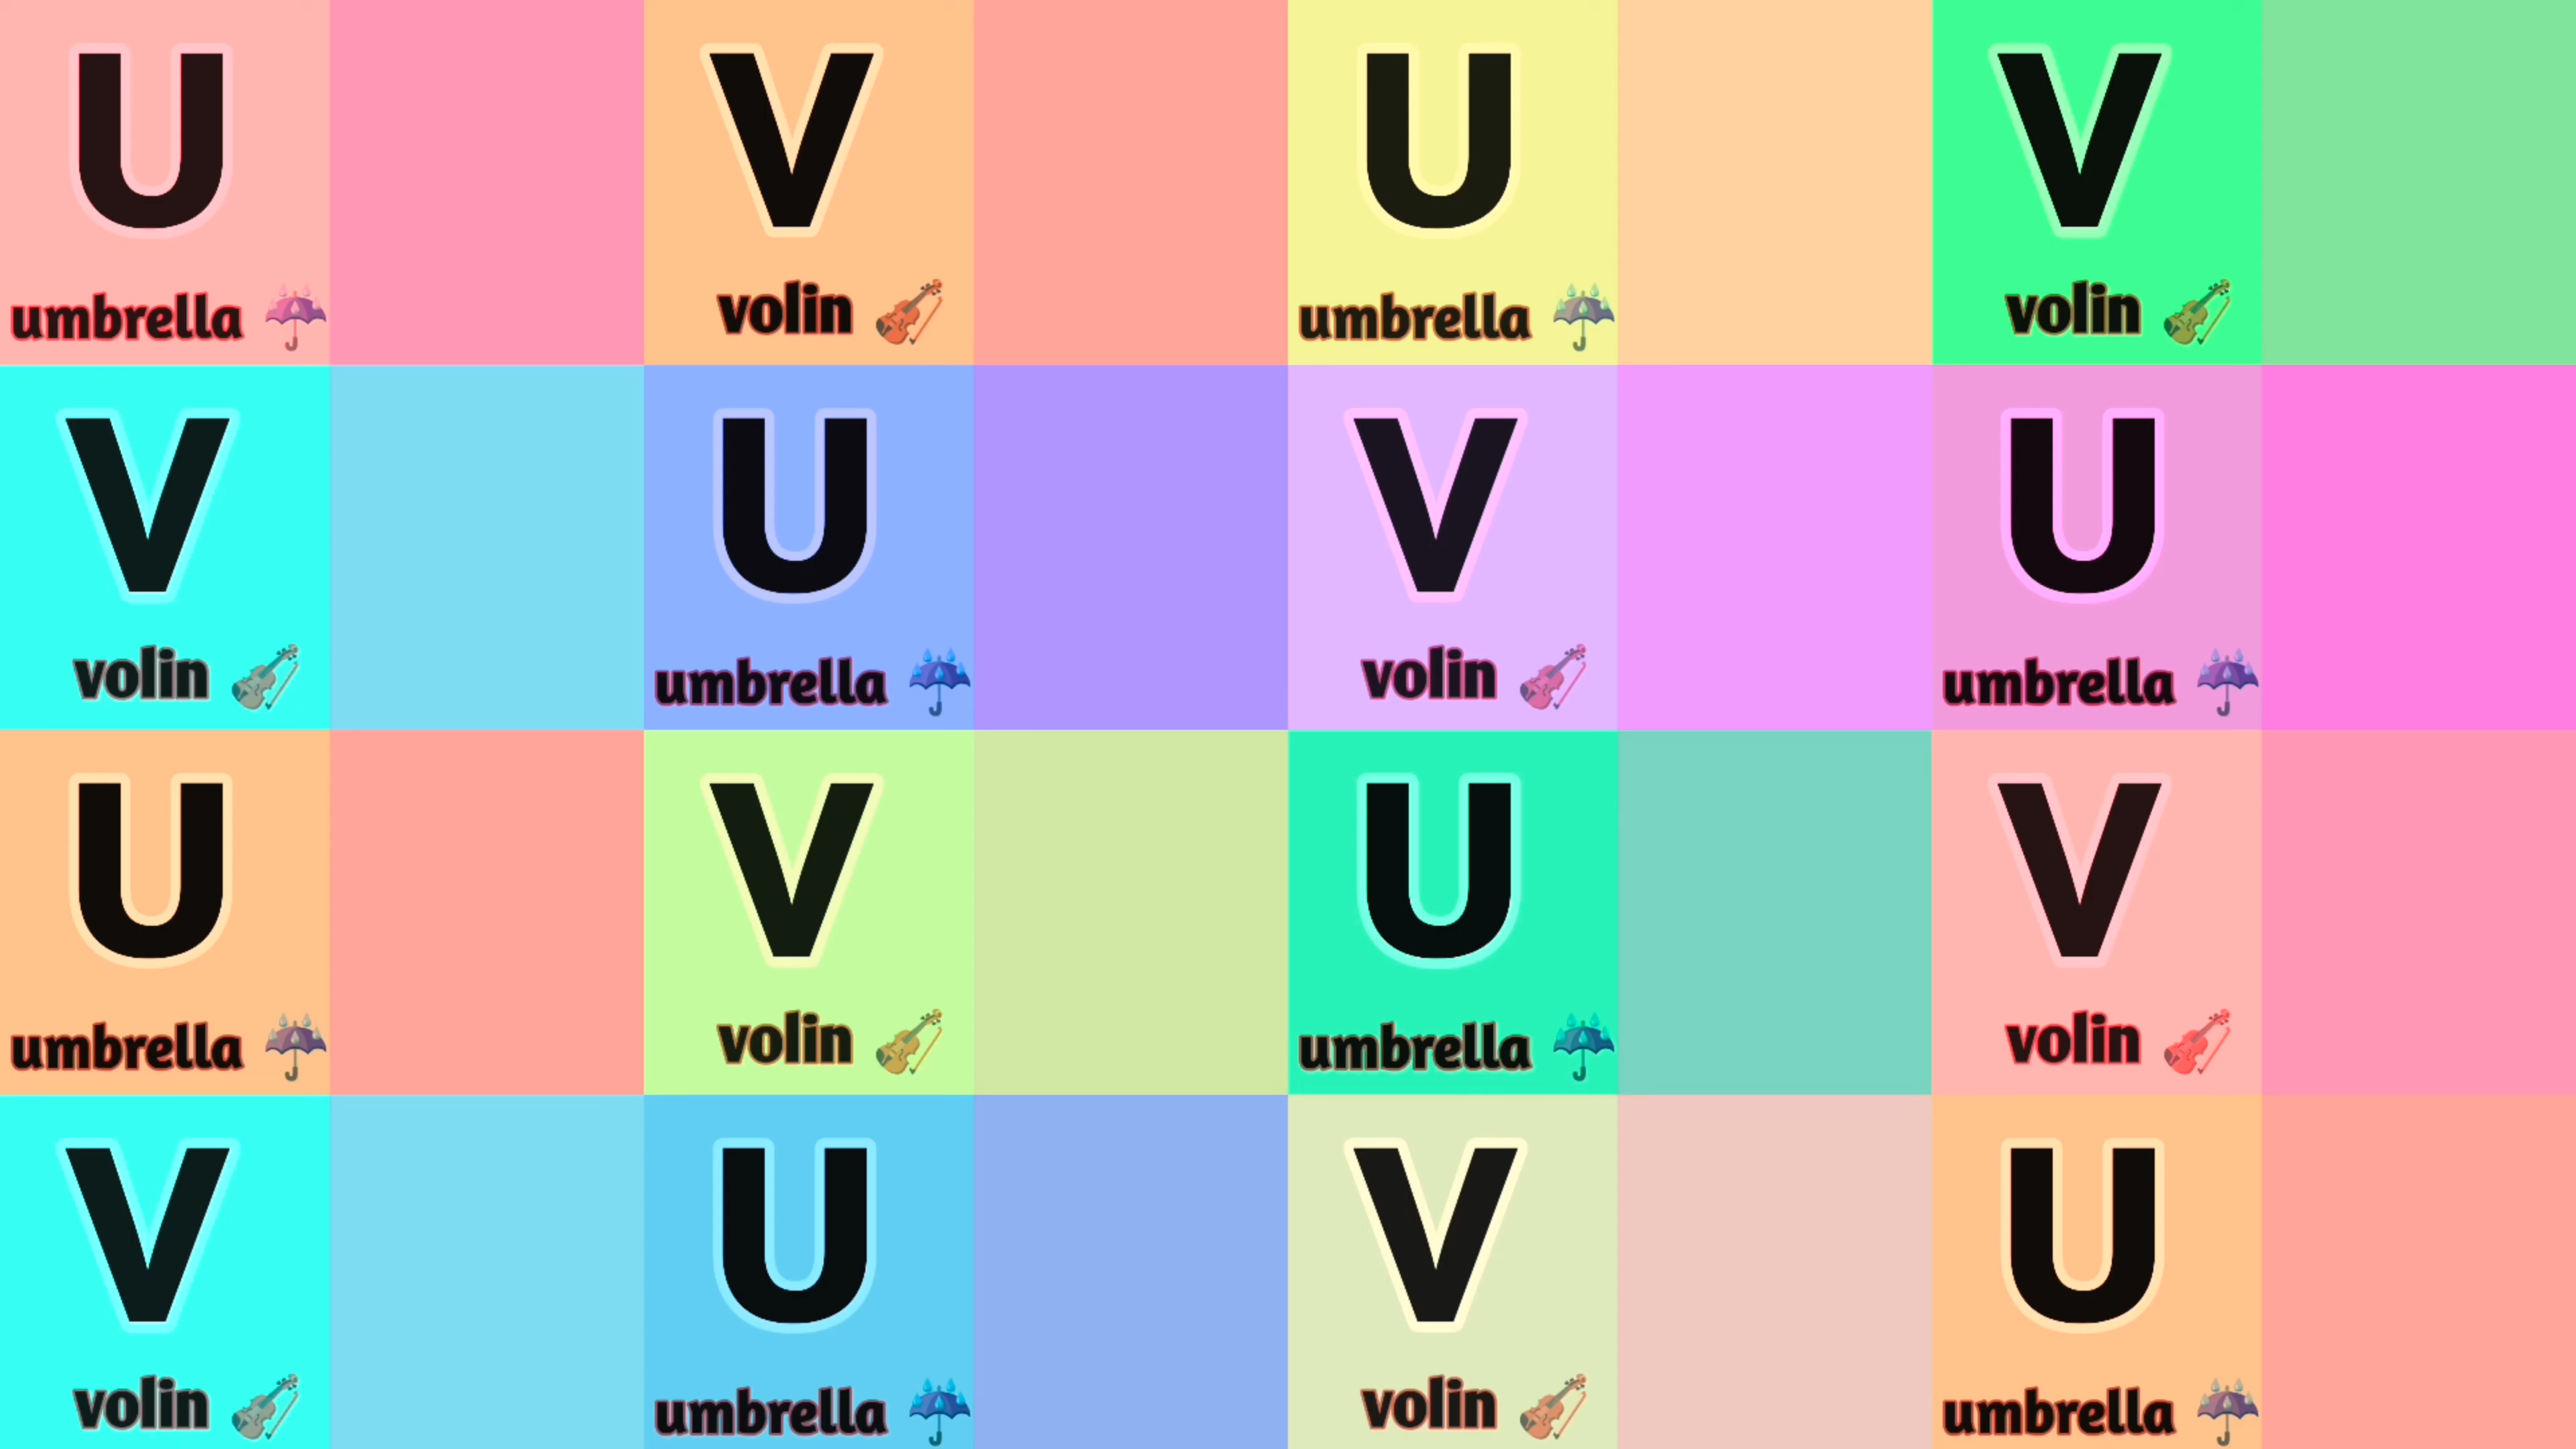 U V U V
umbrella ☔ volin 🎻 umbrella ☔ volin 🎻
V U V U
volin 🎻 umbrella ☔ volin 🎻 umbrella ☔
U V U V
umbrella ☔ volin 🎻 umbrella ☔ volin 🎻
V U V U
volin 🎻 umbrella ☔ volin 🎻 umbrella ☔